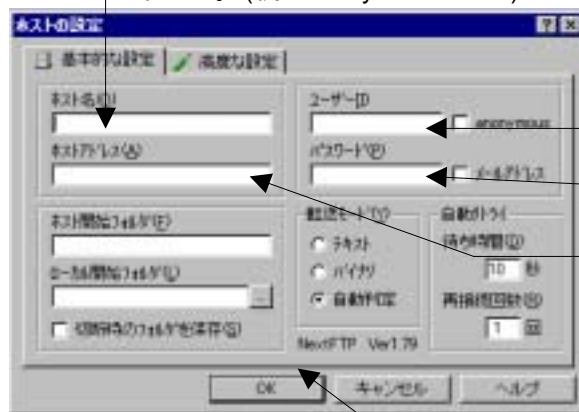 ホストの設定
基本的な設定 高度な設定
ホスト名(Q)
ホストアドレス(A)
ホスト開始フォルダ(F)
ローカル開始フォルダ(L)
切断時のフォルダを保存(S)
ユーザーID
anonymous
パスワード(P)
メールアドレス
転送モード(Y)
テキスト
バイナリ
自動判定
自動リトライ
待ち時間(D)
10 秒
再接続回数(R)
1 回
NextFTP Ver1.79
OK キャンセル ヘルプ